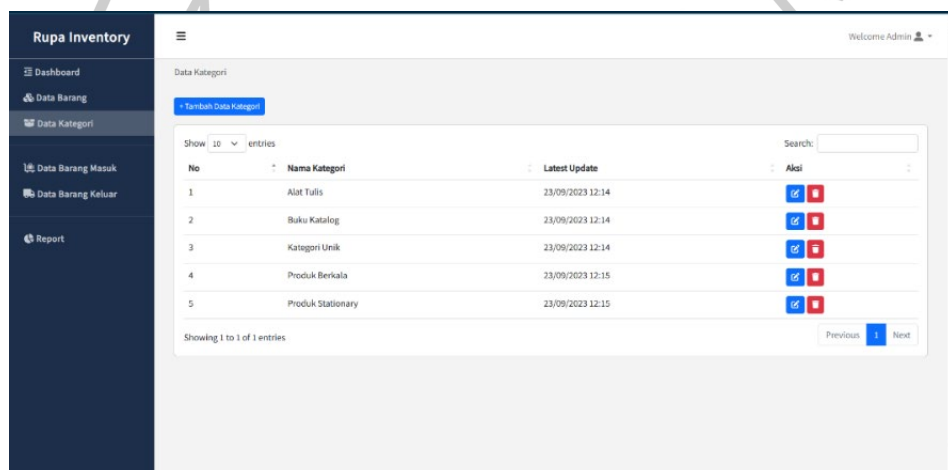 Rupa Inventory
Welcome Admin
Dashboard
Data Barang
Data Kategori
Data Barang Masuk
Data Barang Keluar
Report
Data Kategori
+ Tambah Data Kategori
Show 10 entries Search:
No Nama Kategori Latest Update Aksi
1 Alat Tulis 23/09/2023 12:14
2 Buku Katalog 23/09/2023 12:14
3 Kategori Unik 23/09/2023 12:14
4 Produk Berkala 23/09/2023 12:15
5 Produk Stationary 23/09/2023 12:15
Showing 1 to 1 of 1 entries Previous 1 Next